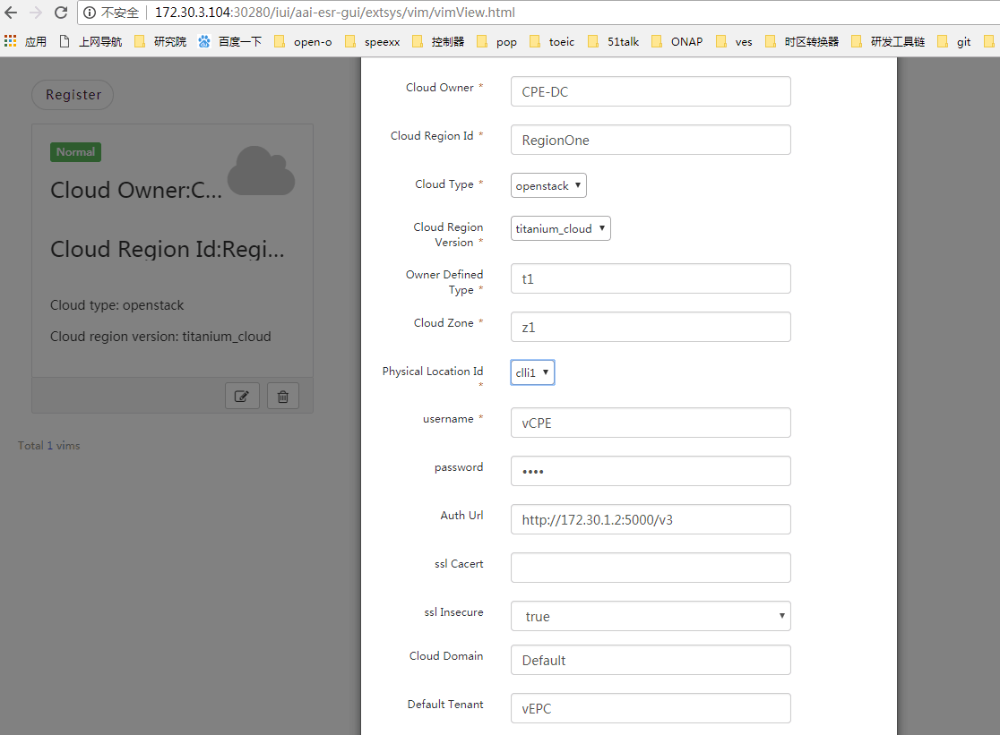 不安全 172.30.3.104:30280/iui/aai-esr-gui/extsys/vim/vimView.html
应用 上网导航 研究院 百度一下 open-o speexx 控制器 pop toeic 51talk ONAP ves 时区转换器 研发工具链 git
Register
Normal
Cloud Owner:C...
Cloud Region Id:Regi...
Cloud type: openstack
Cloud region version: titanium_cloud
Total 1 vims
Cloud Owner * CPE-DC
Cloud Region Id * RegionOne
Cloud Type * openstack
Cloud Region
Version * titanium_cloud
Owner Defined
Type * t1
Cloud Zone * z1
Physical Location Id
* clli1
username * vCPE
password ••••
Auth Url http://172.30.1.2:5000/v3
ssl Cacert
ssl Insecure true
Cloud Domain Default
Default Tenant vEPC